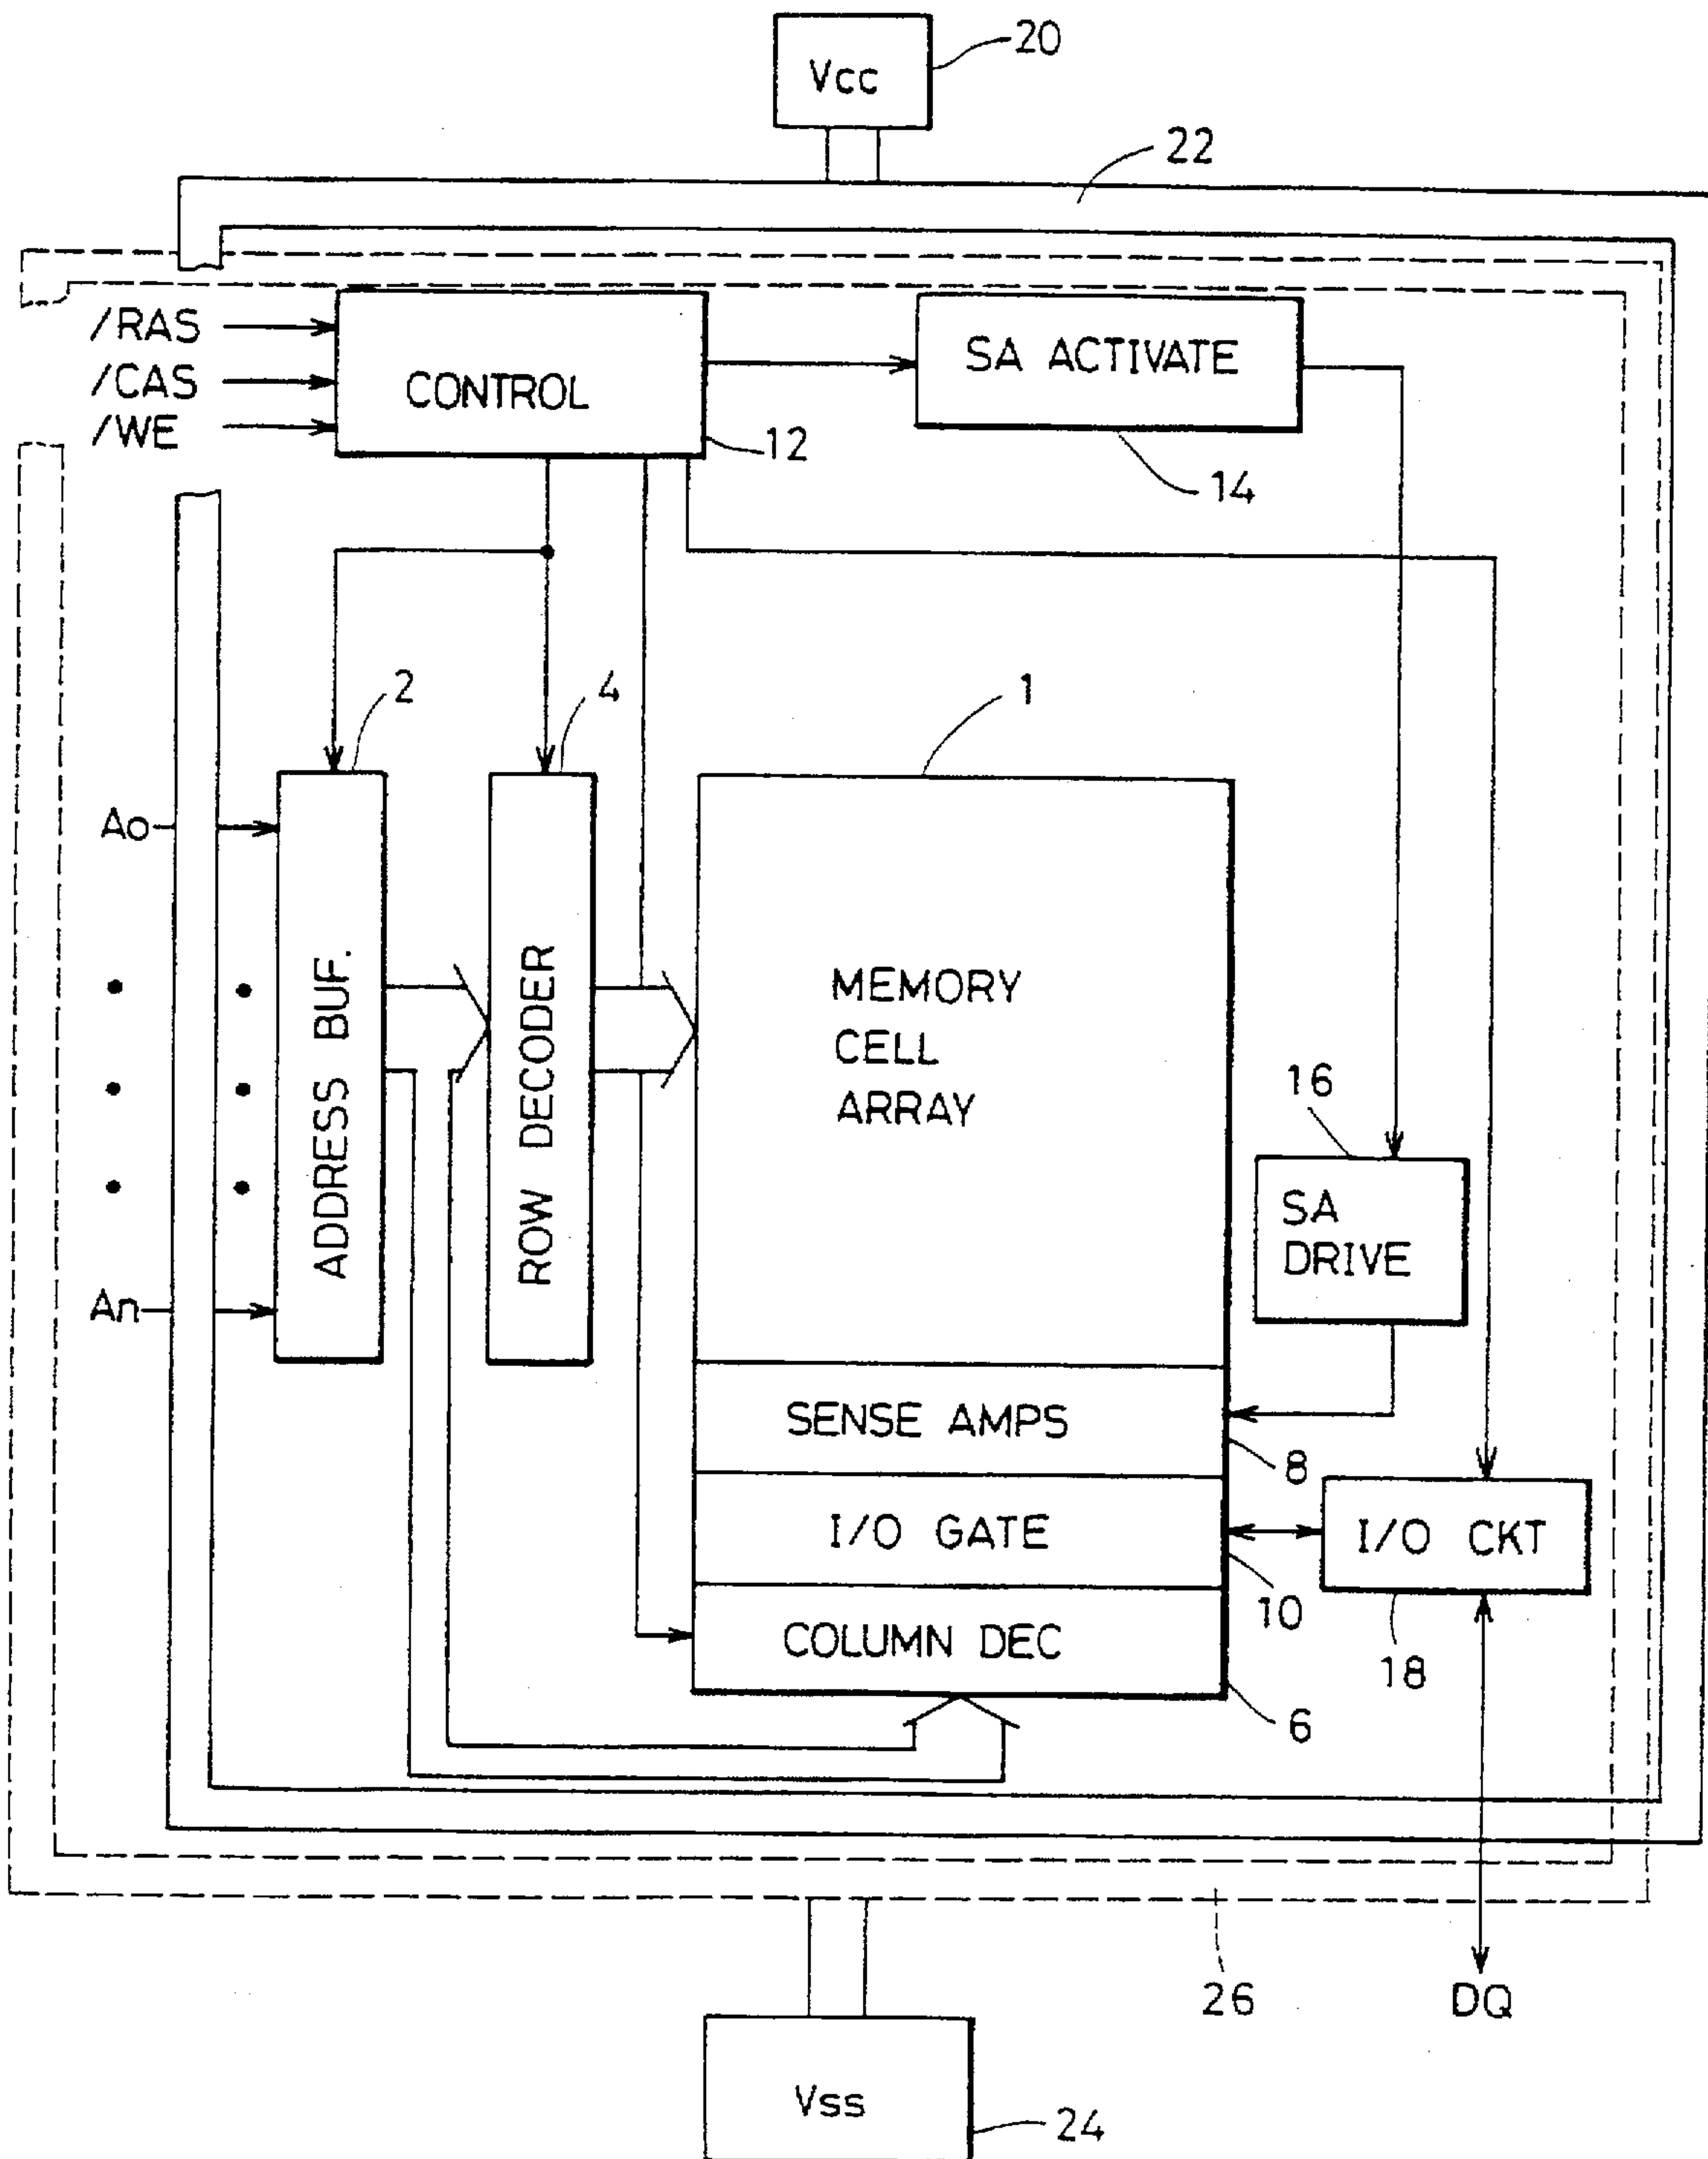 Vcc
20
22
/RAS
/CAS
/WE
CONTROL
12
SA ACTIVATE
14
2
4
1
Ao
An
ADDRESS BUF.
ROW DECODER
MEMORY
CELL
ARRAY
16
SA
DRIVE
SENSE AMPS
8
I/O GATE
10
I/O CKT
18
COLUMN DEC
6
26
DQ
Vss
24